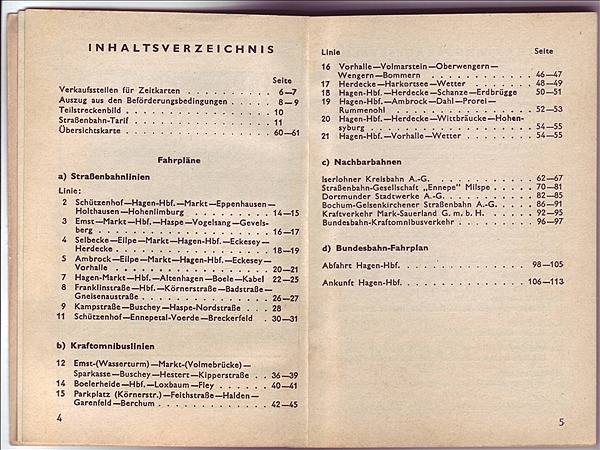 INHALTSVERZEICHNIS
Seite
Verkaufsstellen für Zeitkarten . . . . . . . . . . 6—7
Auszug aus den Beförderungsbedingungen . . . . . 8—9
Teilstreckenbild . . . . . . . . . . . . . . . . 10
Straßenbahn-Tarif . . . . . . . . . . . . . . . 11
Übersichtskarte . . . . . . . . . . . . . . . . 60—61
Fahrpläne
a) Straßenbahnlinien
Linie:
2 Schützenhof—Hagen-Hbf.—Markt—Eppenhausen—
Holthausen—Hohenlimburg . . . . . . . . . 14—15
3 Emst—Markt—Hbf.—Haspe—Vogelsang—Gevels-
berg . . . . . . . . . . . . . . . . . . . 16—17
4 Selbecke—Eilpe—Markt—Hagen-Hbf.—Eckesey—
Herdecke . . . . . . . . . . . . . . . . . 18—19
5 Ambrock—Eilpe—Markt—Hagen-Hbf.—Eckesey—
Vorhalle . . . . . . . . . . . . . . . . . 20—21
7 Hagen-Markt—Hbf.—Altenhagen—Boele—Kabel 22—25
8 Franklinstraße—Hbf.—Körnerstraße—Badstraße—
Gneisenaustraße . . . . . . . . . . . . . . 26—27
9 Kampstraße—Buschey—Haspe-Nordstraße . . . 28
11 Schützenhof—Ennepetal-Voerde—Breckerfeld . 30—31
b) Kraftomnibuslinien
12 Emst-(Wasserturm)—Markt-(Volmebrücke)—
Sparkasse—Buschey—Hestert—Kipperstraße . . 36—39
14 Boelerheide—Hbf.—Loxbaum—Fley . . . . . . 40—41
15 Parkplatz (Körnerstr.)—Feithstraße—Halden—
Garenfeld—Berchum . . . . . . . . . . . . . 42—45
4
Linie Seite
16 Vorhalle—Volmarstein—Oberwengern—
Wengern—Bommern . . . . . . . . . . . 46—47
17 Herdecke—Harkortsee—Wetter . . . . . . . 48—49
18 Hagen-Hbf.—Herdecke—Schanze—Erdbrügge 50—51
19 Hagen-Hbf.—Ambrock—Dahl—Prorel—
Rummenohl . . . . . . . . . . . . . . . 52—53
20 Hagen-Hbf.—Herdecke—Wittbräucke—Hohen-
syburg . . . . . . . . . . . . . . . . . 54—55
21 Hagen-Hbf.—Vorhalle—Wetter . . . . . . . 54—55
c) Nachbarbahnen
Iserlohner Kreisbahn A.-G. . . . . . . . . . . 62—67
Straßenbahn-Gesellschaft „Ennepe" Milspe . . . . 70—81
Dortmunder Stadtwerke A.-G. . . . . . . . . . 82—85
Bochum-Gelsenkirchener Straßenbahn A.-G. . . . . 86—91
Kraftverkehr Mark-Sauerland G. m. b. H. . . . . . 92—95
Bundesbahn-Kraftomnibusverkehr . . . . . . . . 96—97
d) Bundesbahn-Fahrplan
Abfahrt Hagen-Hbf. . . . . . . . . . . . . . . 98—105
Ankunft Hagen-Hbf. . . . . . . . . . . . . . . 106—113
5